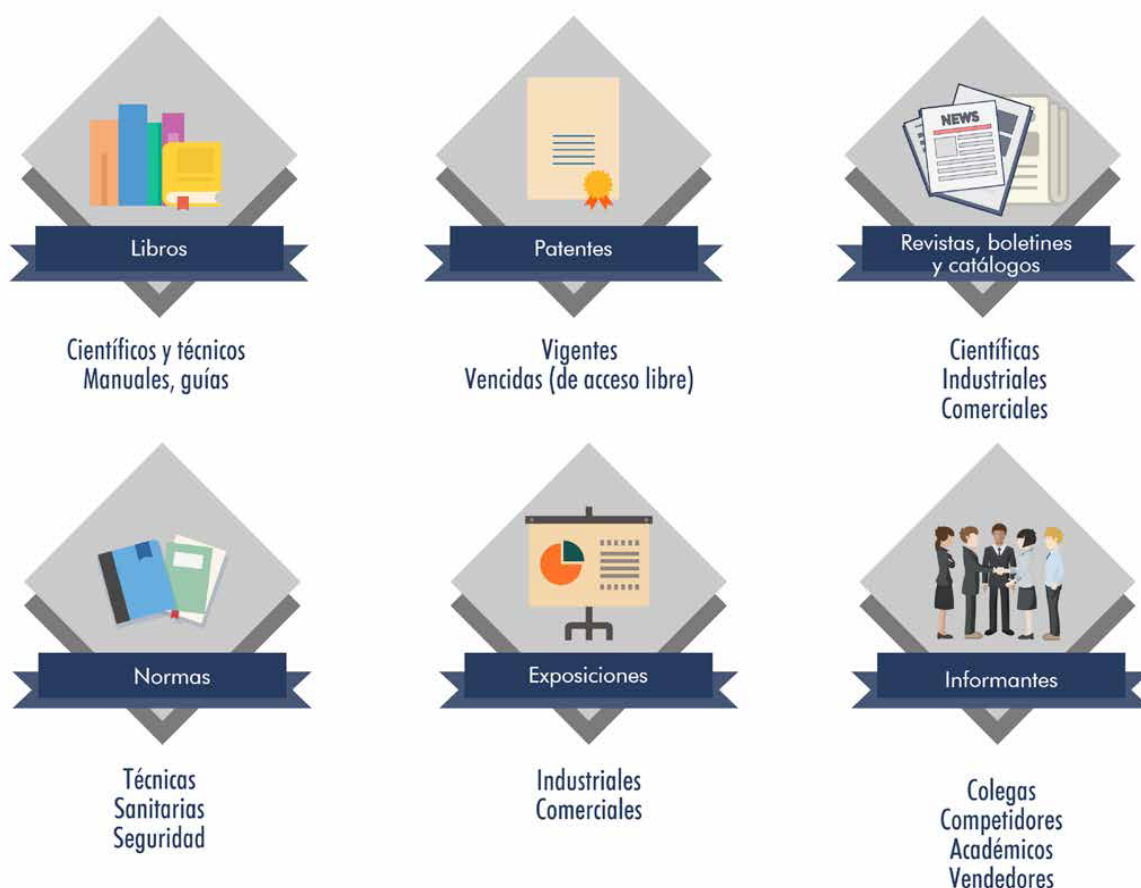 Libros
Científicos y técnicos
Manuales, guías
Patentes
Vigentes
Vencidas (de acceso libre)
NEWS
Revistas, boletines
y catálogos
Científicas
Industriales
Comerciales
Normas
Técnicas
Sanitarias
Seguridad
Exposiciones
Industriales
Comerciales
Informantes
Colegas
Competidores
Académicos
Vendedores